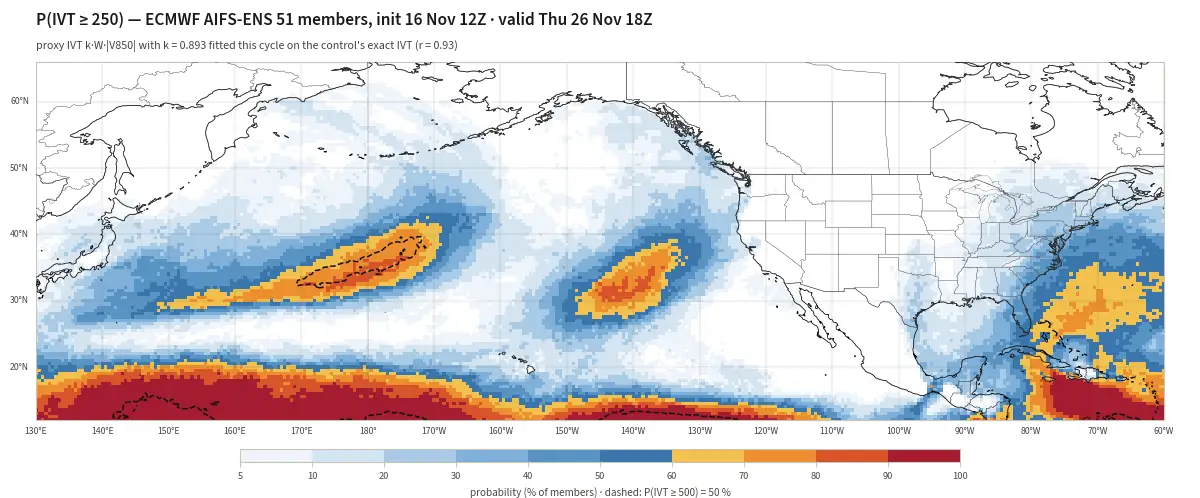 P(IVT ≥ 250) — ECMWF AIFS-ENS 51 members, init 16 Nov 12Z · valid Thu 26 Nov 18Z
proxy IVT k·W·|V850| with k = 0.893 fitted this cycle on the control's exact IVT (r = 0.93)
60°N
50°N
40°N
30°N
20°N
130°E 140°E 150°E 160°E 170°E 180° 170°W 160°W 150°W 140°W 130°W 120°W 110°W 100°W 90°W 80°W 70°W 60°W
5 10 20 30 40 50 60 70 80 90 100
probability (% of members) · dashed: P(IVT ≥ 500) = 50 %